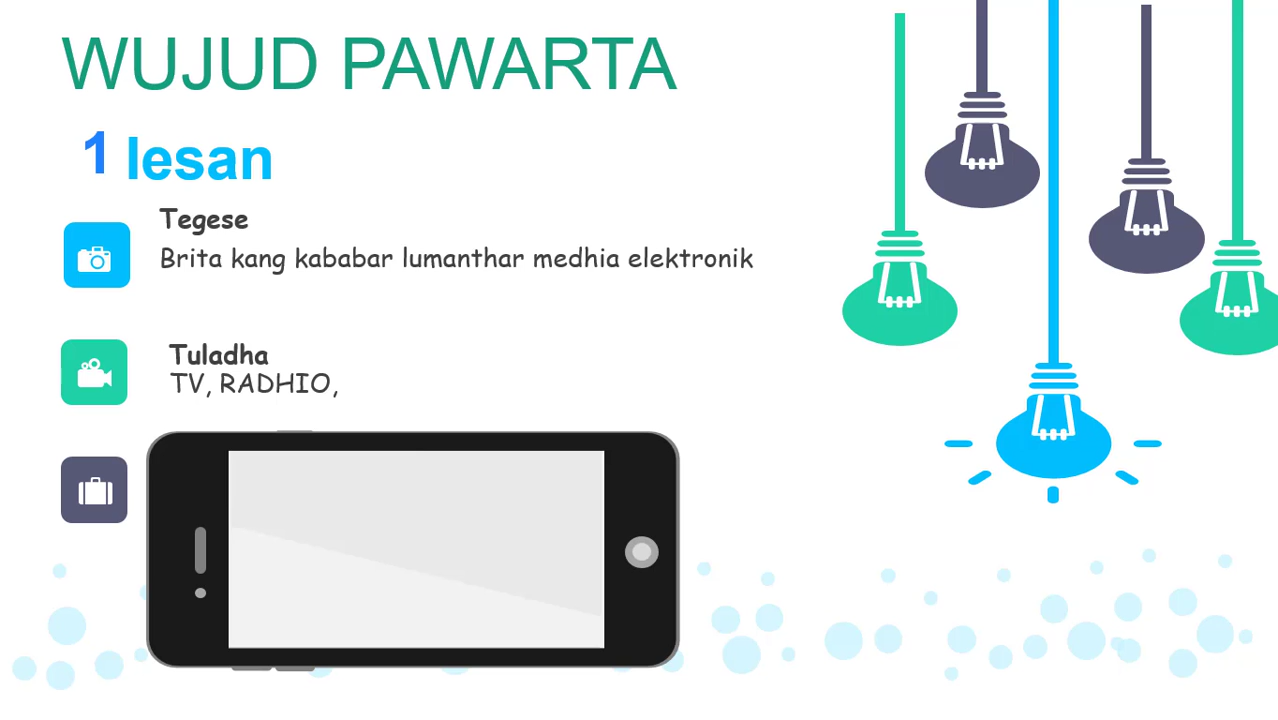 WUJUD PAWARTA
1 lesan
Tegese
Brita kang kababar lumanthar medhia elektronik
Tuladha
TV, RADHIO,